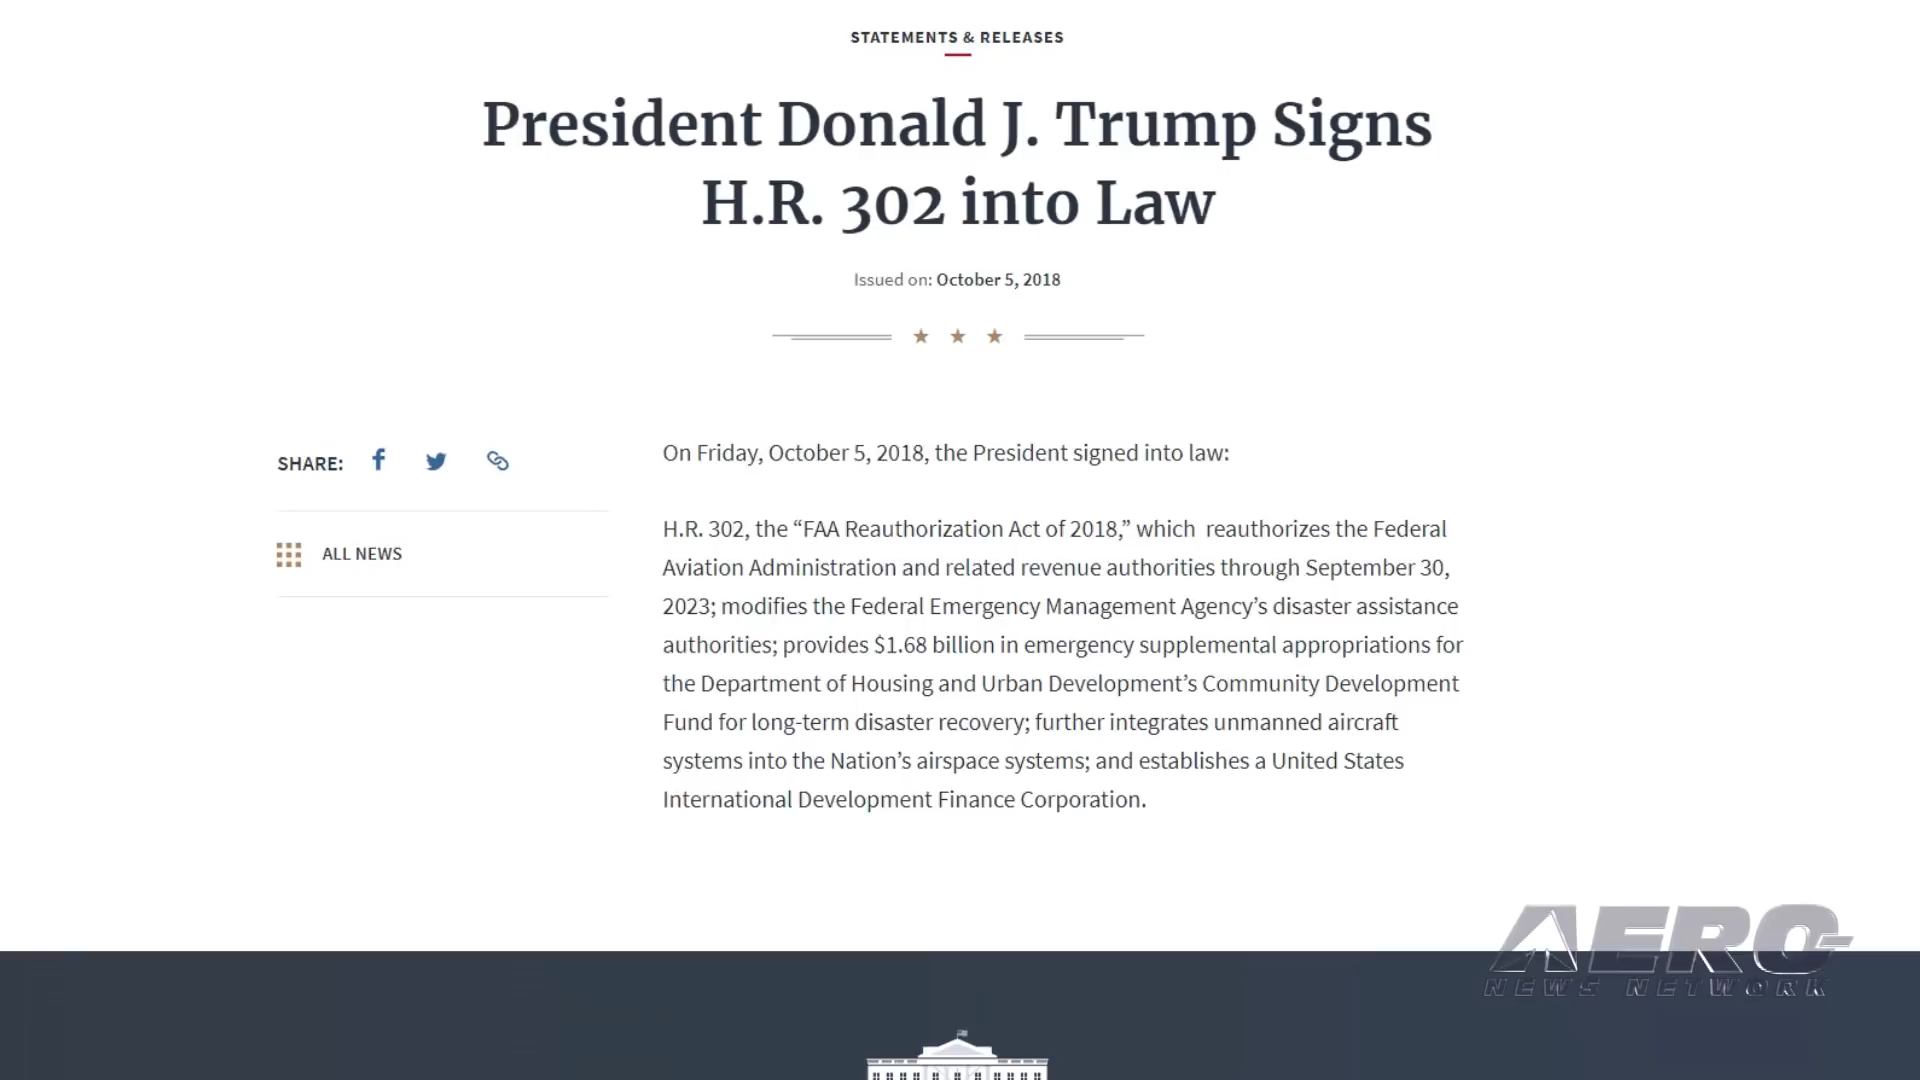 STATEMENTS & RELEASES
President Donald J. Trump Signs
H.R. 302 into Law
Issued on: October 5, 2018
SHARE:
ALL NEWS
On Friday, October 5, 2018, the President signed into law:
H.R. 302, the “FAA Reauthorization Act of 2018,” which reauthorizes the Federal
Aviation Administration and related revenue authorities through September 30,
2023; modifies the Federal Emergency Management Agency’s disaster assistance
authorities; provides $1.68 billion in emergency supplemental appropriations for
the Department of Housing and Urban Development’s Community Development
Fund for long-term disaster recovery; further integrates unmanned aircraft
systems into the Nation’s airspace systems; and establishes a United States
International Development Finance Corporation.
AERO-
NEWS NETWORK